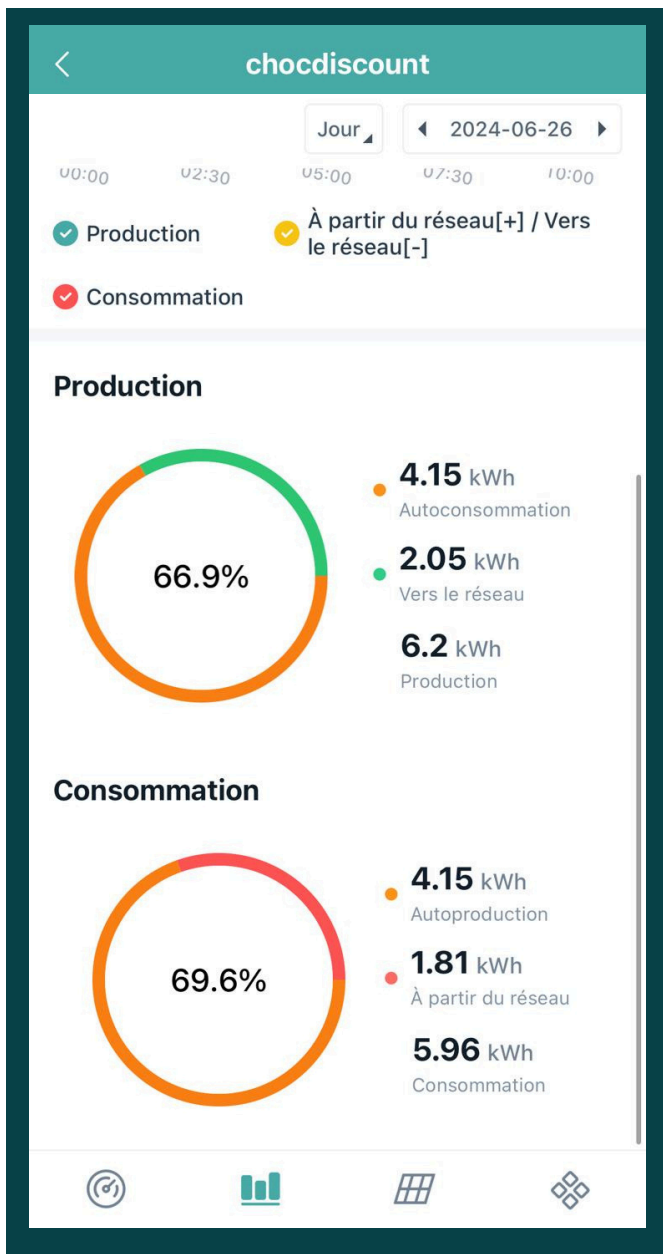 chocdiscount
Jour
2024-06-26
00:00 02:30 05:00 07:30 10:00
Production
À partir du réseau[+] / Vers
le réseau[-]
Consommation
Production
66.9%
4.15 kWh
Autoconsommation
2.05 kWh
Vers le réseau
6.2 kWh
Production
Consommation
69.6%
4.15 kWh
Autoproduction
1.81 kWh
À partir du réseau
5.96 kWh
Consommation